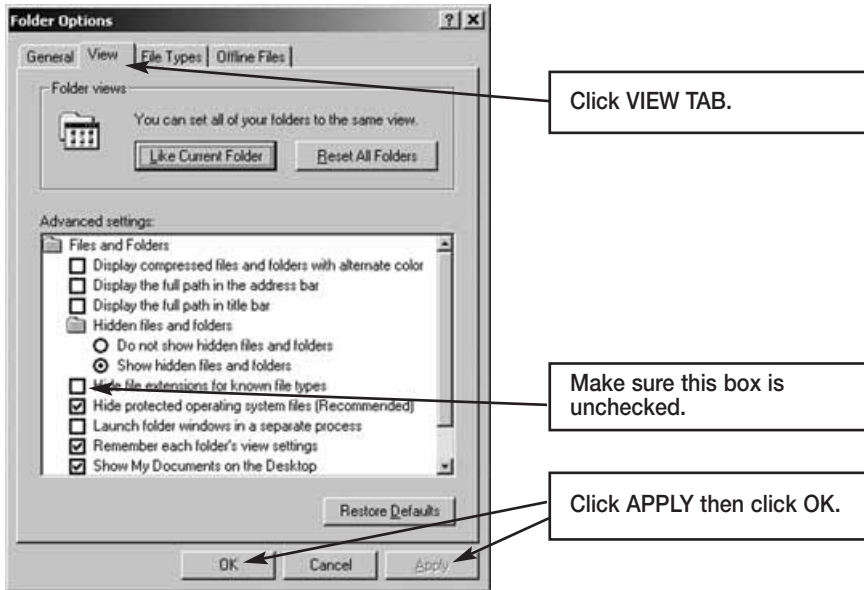 Folder Options
General View File Types Offline Files
Folder views
You can set all of your folders to the same view.
Like Current Folder Reset All Folders
Advanced settings:
Files and Folders
Display compressed files and folders with alternate color
Display the full path in the address bar
Display the full path in title bar
Hidden files and folders
Do not show hidden files and folders
Show hidden files and folders
Hide file extensions for known file types
Hide protected operating system files (Recommended)
Launch folder windows in a separate process
Remember each folder's view settings
Show My Documents on the Desktop
Restore Defaults
OK Cancel Apply
Click VIEW TAB.
Make sure this box is
unchecked.
Click APPLY then click OK.